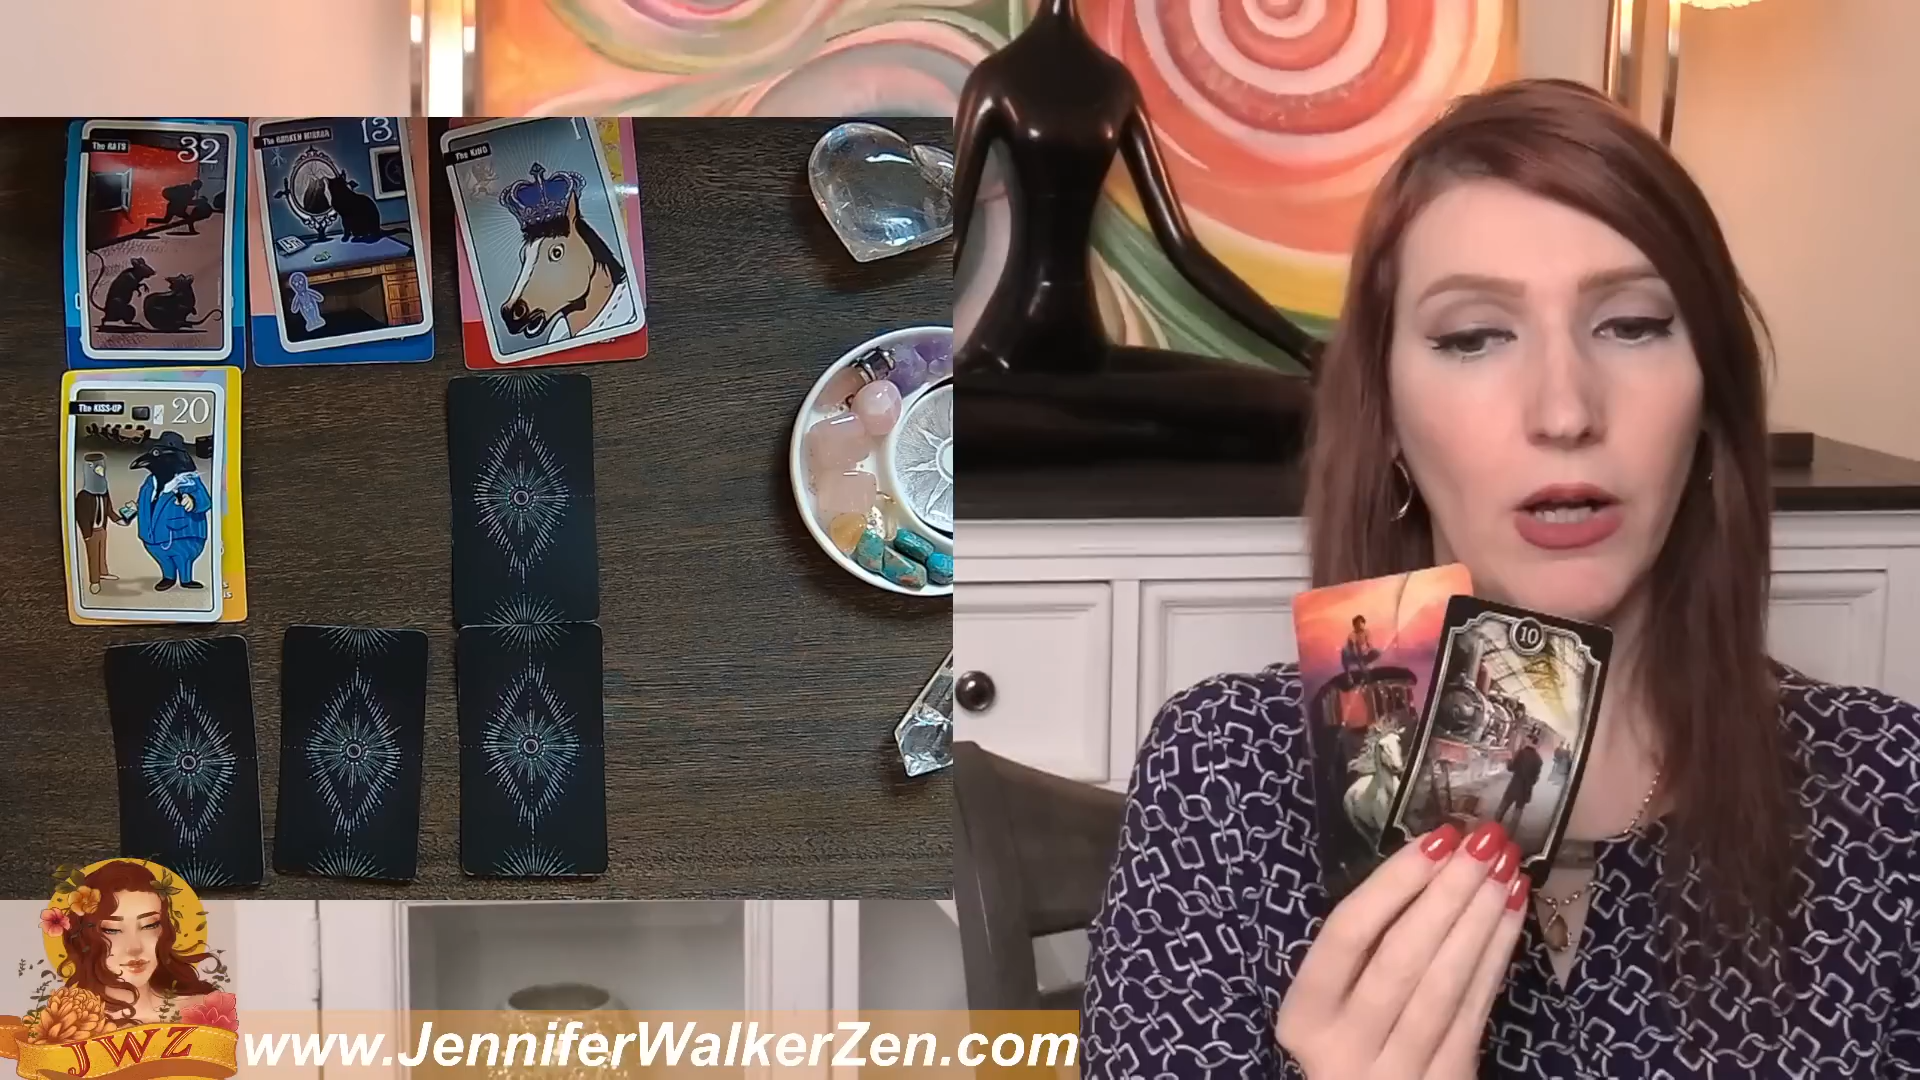 The RATS
32
The BROKEN MIRROR
13
The KING
1
The KISS-UP
20
10
JWZ
www.JenniferWalkerZen.com